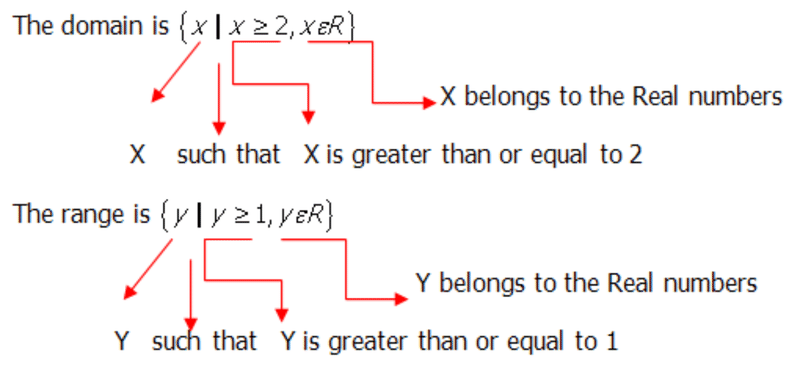 The domain is {x | x ≥ 2, xεR}
X belongs to the Real numbers
X such that X is greater than or equal to 2
The range is {y | y ≥ 1, yεR}
Y belongs to the Real numbers
Y such that Y is greater than or equal to 1